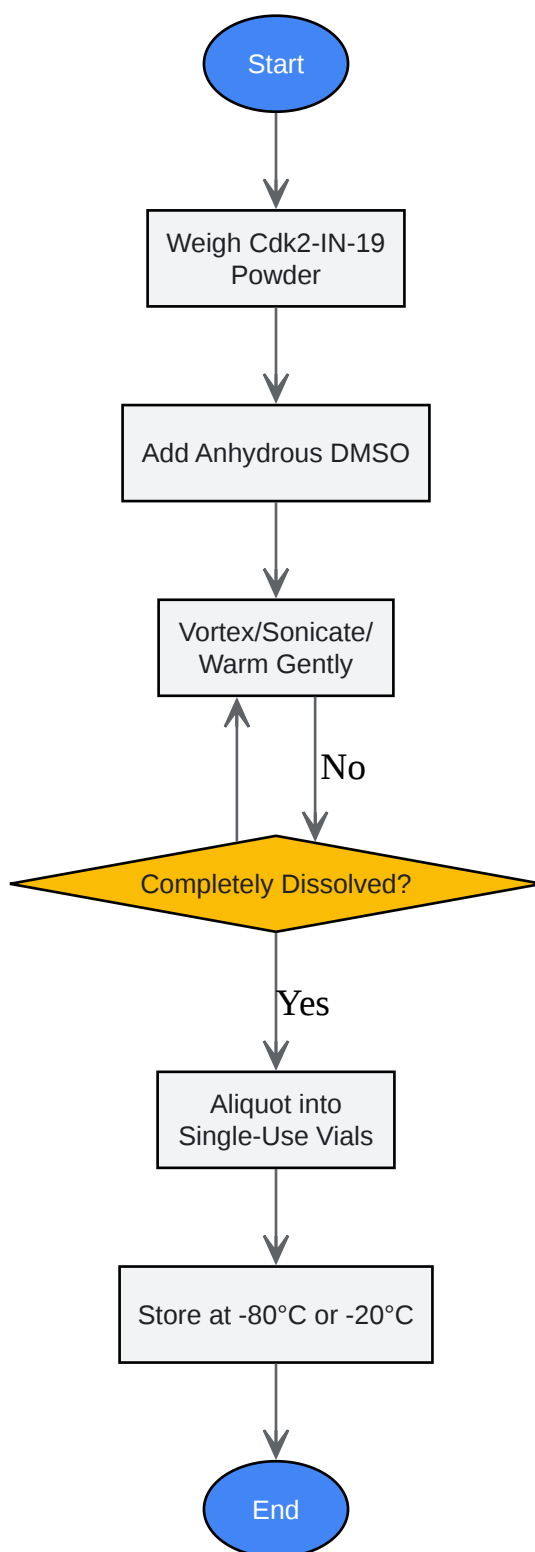 Start
Weigh Cdk2-IN-19
Powder
Add Anhydrous DMSO
Vortex/Sonicate/
Warm Gently
No
Completely Dissolved?
Yes
Aliquot into
Single-Use Vials
Store at -80°C or -20°C
End